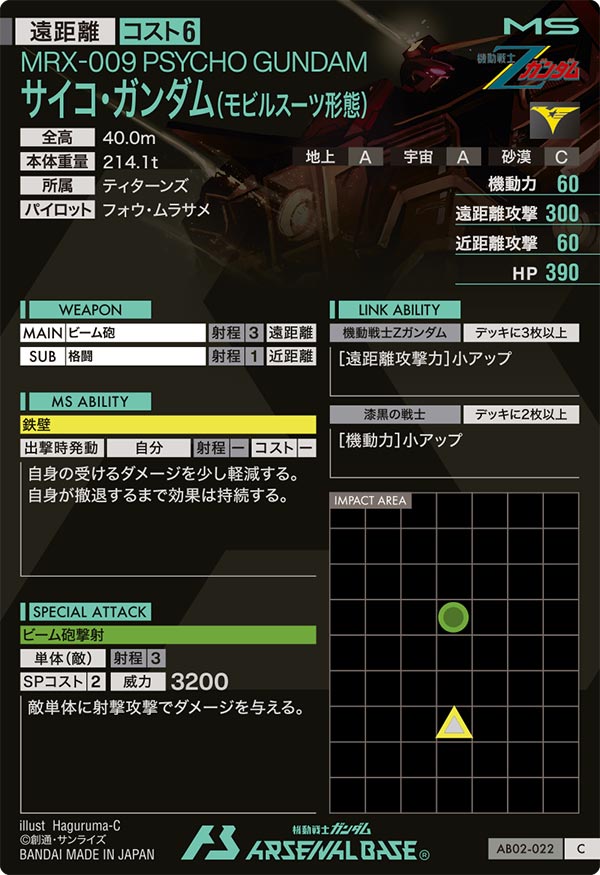 遠距離 コスト6 MS
MRX-009 PSYCHO GUNDAM
機動戦士Ζガンダム
サイコ・ガンダム(モビルスーツ形態)
全高 40.0m
本体重量 214.1t
所属 ティターンズ
パイロット フォウ・ムラサメ
地上 A 宇宙 A 砂漠 C
機動力 60
遠距離攻撃 300
近距離攻撃 60
HP 390
WEAPON
MAIN ビーム砲 射程 3 遠距離
SUB 格闘 射程 1 近距離
MS ABILITY
鉄壁
出撃時発動 自分 射程 ー コスト ー
自身の受けるダメージを少し軽減する。
自身が撤退するまで効果は持続する。
SPECIAL ATTACK
ビーム砲撃射
単体(敵) 射程 3
SPコスト 2 威力 3200
敵単体に射撃攻撃でダメージを与える。
LINK ABILITY
機動戦士Ζガンダム デッキに3枚以上
[遠距離攻撃力]小アップ
漆黒の戦士 デッキに2枚以上
[機動力]小アップ
IMPACT AREA
illust Haguruma-C
©創通・サンライズ
BANDAI MADE IN JAPAN
機動戦士ガンダム
ARSENAL BASE®
AB02-022 C